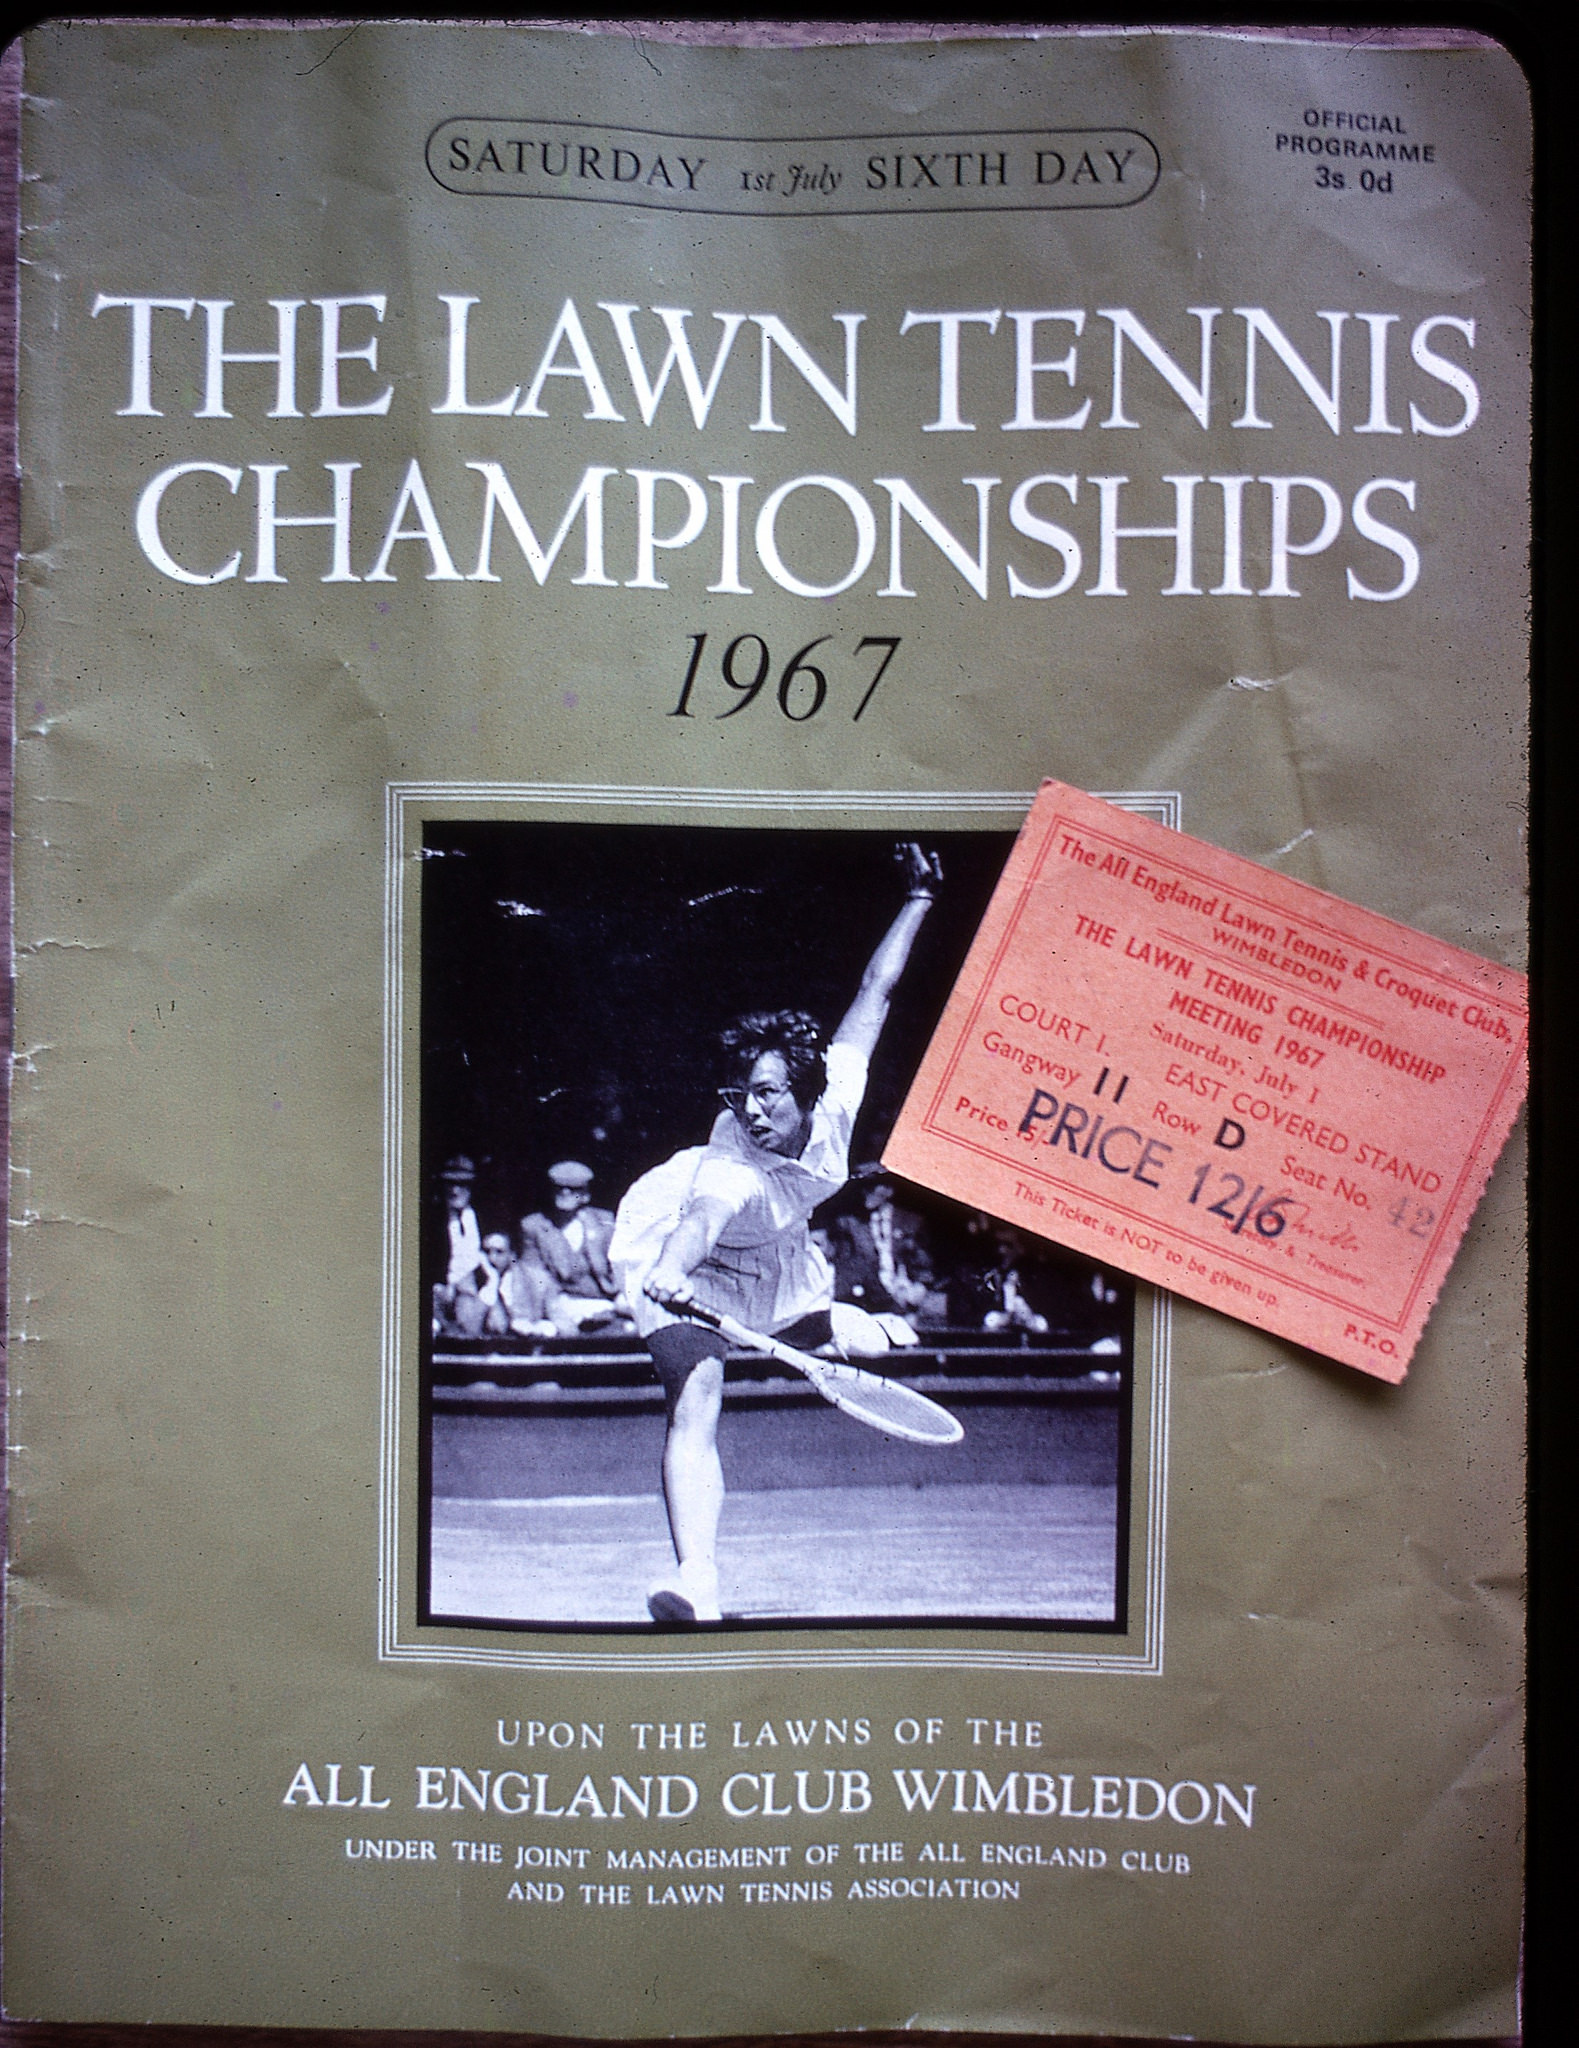 SATURDAY 1st July SIXTH DAY
OFFICIAL
PROGRAMME
3s. 0d
THE LAWN TENNIS
CHAMPIONSHIPS
1967
The All England Lawn Tennis & Croquet Club,
WIMBLEDON
THE LAWN TENNIS CHAMPIONSHIP
MEETING 1967
Saturday, July 1
COURT 1. EAST COVERED STAND
Gangway 11 Row D Seat No. 42
Price 15/-
PRICE 12/6
& Treasurer.
This Ticket is NOT to be given up.
P.T.O.
UPON THE LAWNS OF THE
ALL ENGLAND CLUB WIMBLEDON
UNDER THE JOINT MANAGEMENT OF THE ALL ENGLAND CLUB
AND THE LAWN TENNIS ASSOCIATION